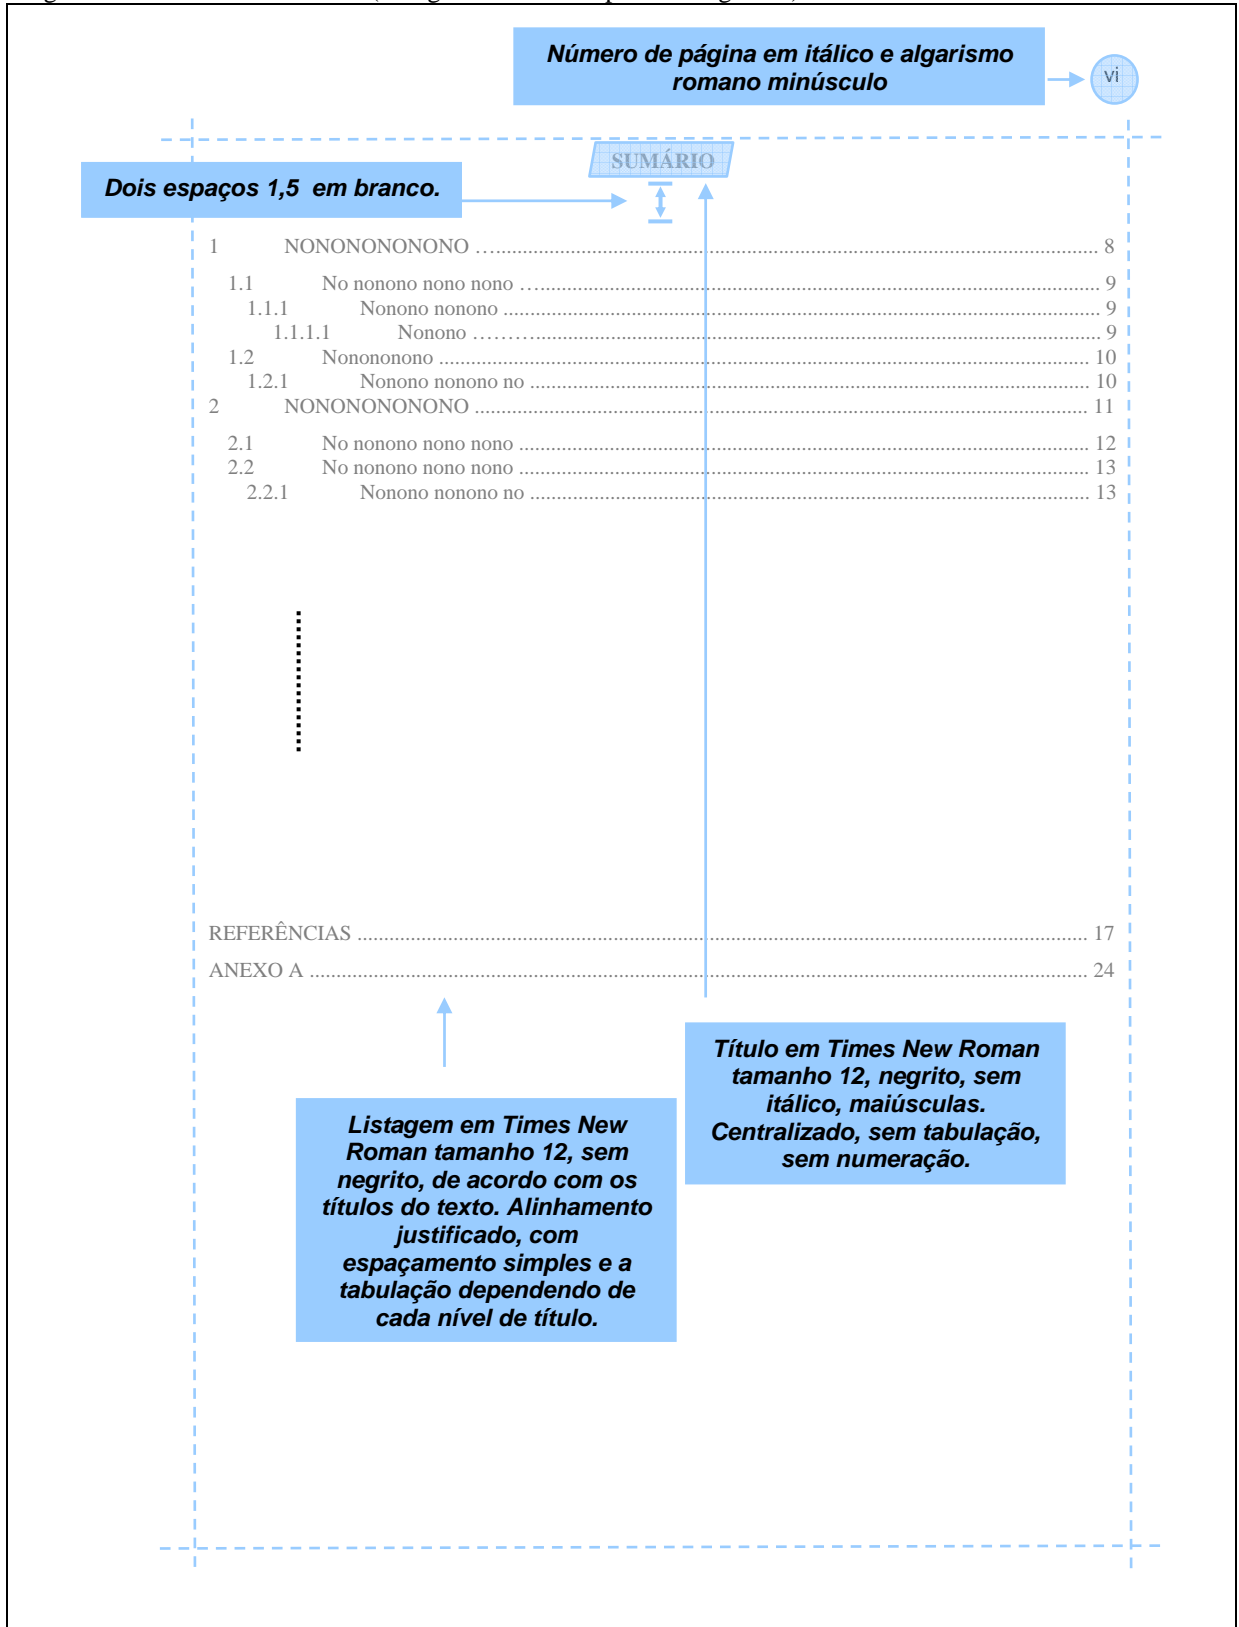 Número de página em itálico e algarismo
romano minúsculo
vi
SUMÁRIO
Dois espaços 1,5 em branco.
1 NONONONONONO …................................................................ 8
1.1 No nonono nono nono …................................................................ 9
1.1.1 Nonono nonono ................................................................ 9
1.1.1.1 Nonono ………................................................................ 9
1.2 Nonononono ................................................................ 10
1.2.1 Nonono nonono no ................................................................ 10
2 NONONONONONO ................................................................ 11
2.1 No nonono nono nono ................................................................ 12
2.2 No nonono nono nono ................................................................ 13
2.2.1 Nonono nonono no ................................................................ 13
REFERÊNCIAS ................................................................ 17
ANEXO A ................................................................ 24
Título em Times New Roman
tamanho 12, negrito, sem
itálico, maiúsculas.
Centralizado, sem tabulação,
sem numeração.
Listagem em Times New
Roman tamanho 12, sem
negrito, de acordo com os
títulos do texto. Alinhamento
justificado, com
espaçamento simples e a
tabulação dependendo de
cada nível de título.